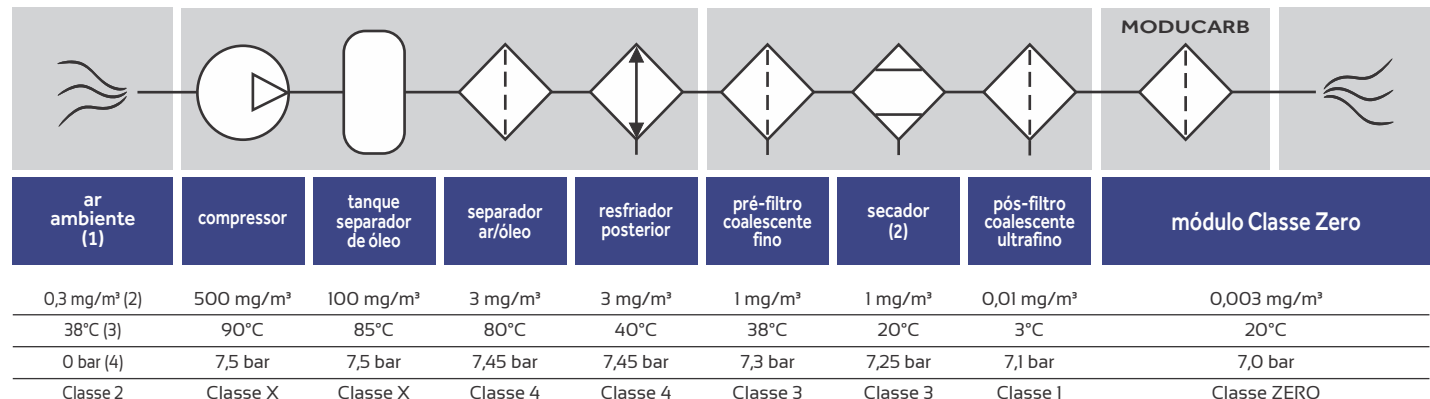 MODUCARB
ar
ambiente
(1)
compressor
tanque
separador
de óleo
separador
ar/óleo
resfriador
posterior
pré-filtro
coalescente
fino
secador
(2)
pós-filtro
coalescente
ultrafino
módulo Classe Zero
0,3 mg/m³ (2) 500 mg/m³ 100 mg/m³ 3 mg/m³ 3 mg/m³ 1 mg/m³ 1 mg/m³ 0,01 mg/m³ 0,003 mg/m³
38°C (3) 90°C 85°C 80°C 40°C 38°C 20°C 3°C 20°C
0 bar (4) 7,5 bar 7,5 bar 7,45 bar 7,45 bar 7,3 bar 7,25 bar 7,1 bar 7,0 bar
Classe 2 Classe X Classe X Classe 4 Classe 4 Classe 3 Classe 3 Classe 1 Classe ZERO